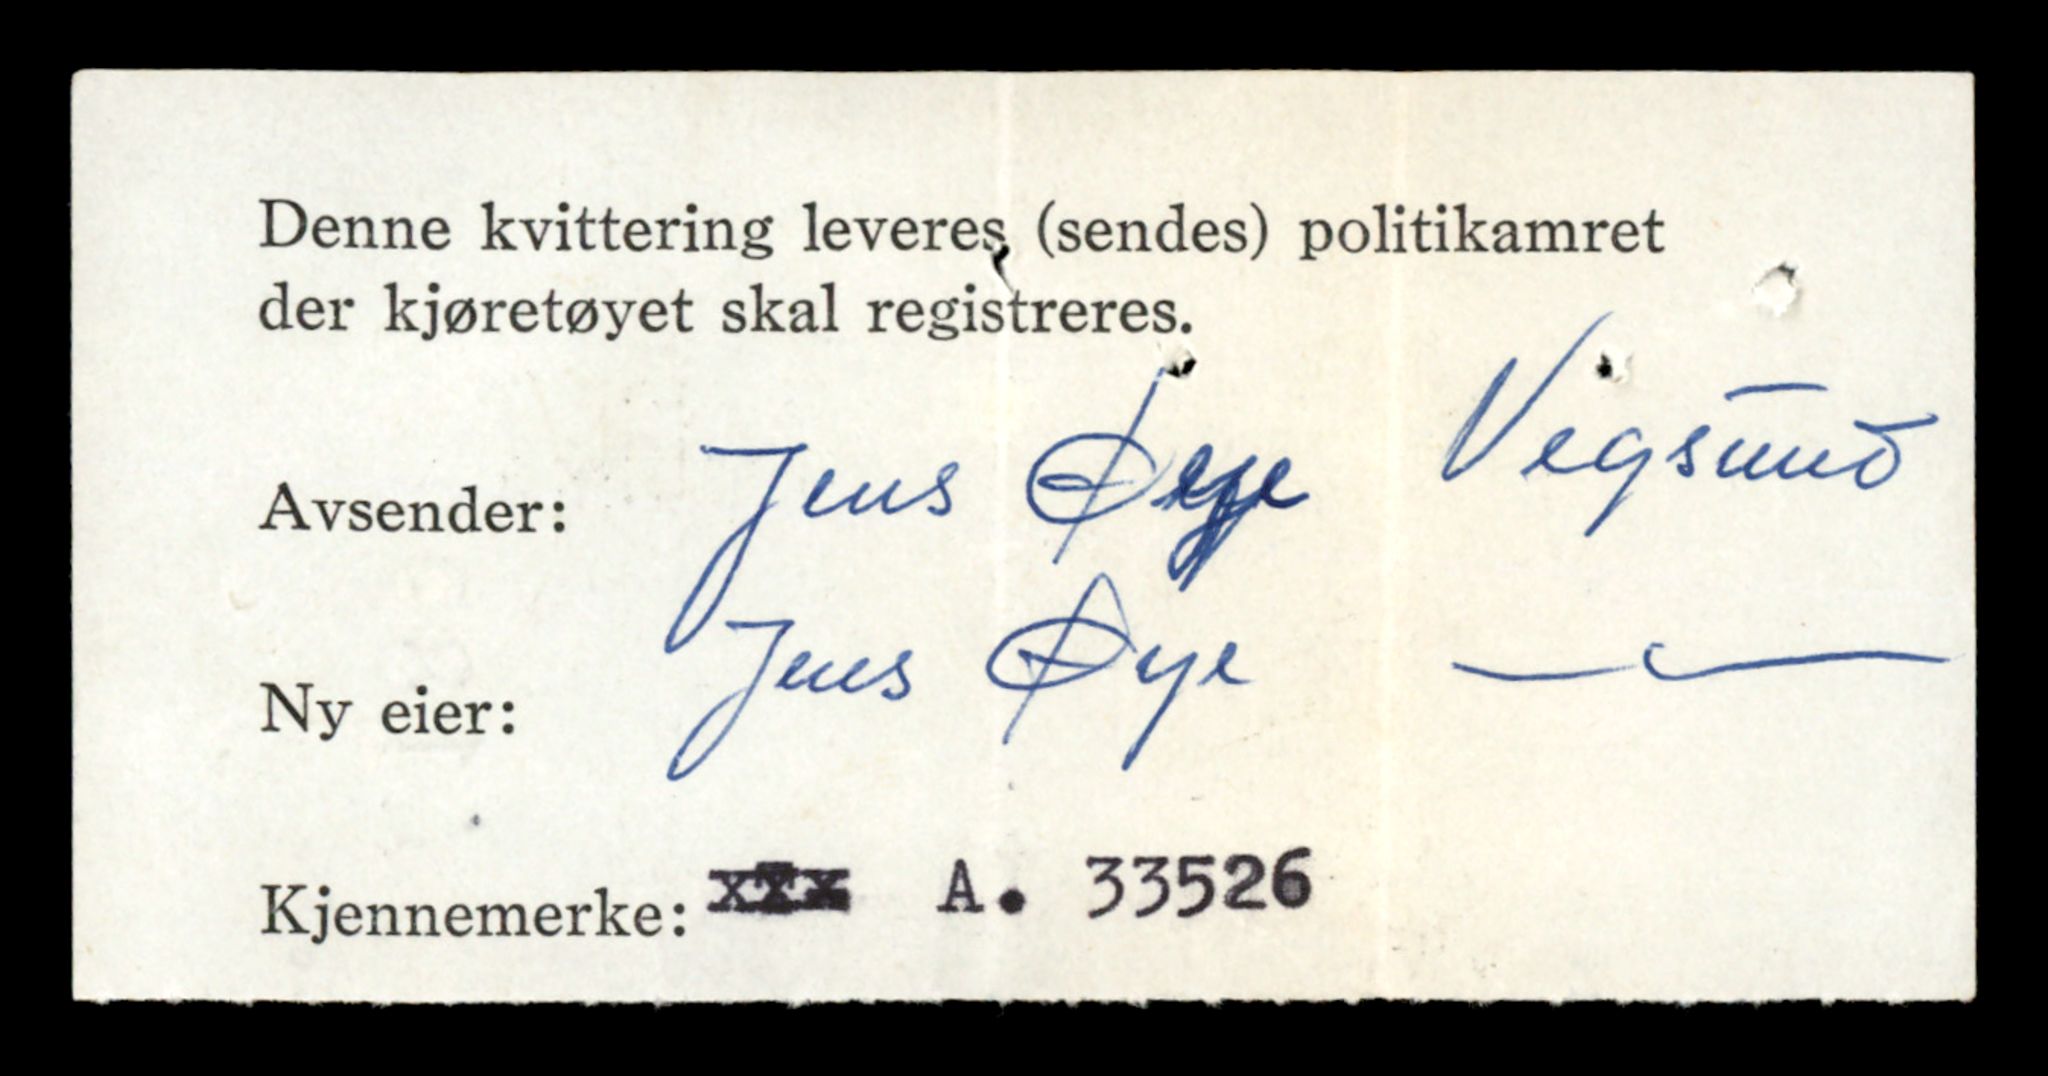 Denne kvittering leveres (sendes) politikamret
der kjøretøyet skal registreres.
Avsender: Jens Øye Vegsund
Ny eier: Jens Øye —〃—
Kjennemerke: xxx A. 33526